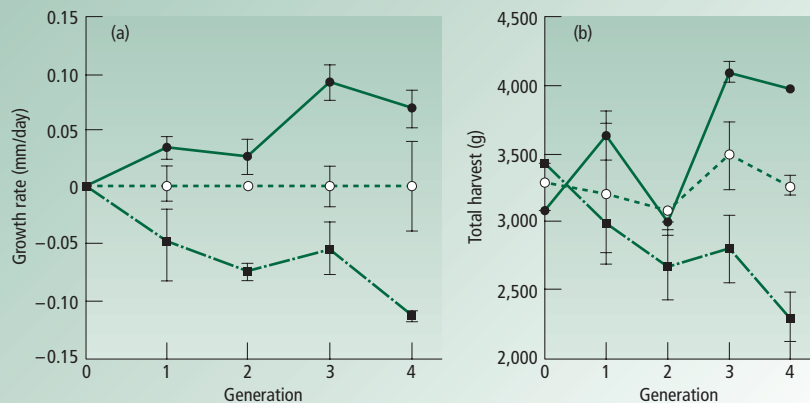 (a)
Growth rate (mm/day)
0.15
0.10
0.05
0
−0.05
−0.10
−0.15
0 1 2 3 4
Generation
(b)
Total harvest (g)
4,500
4,000
3,500
3,000
2,500
2,000
0 1 2 3 4
Generation